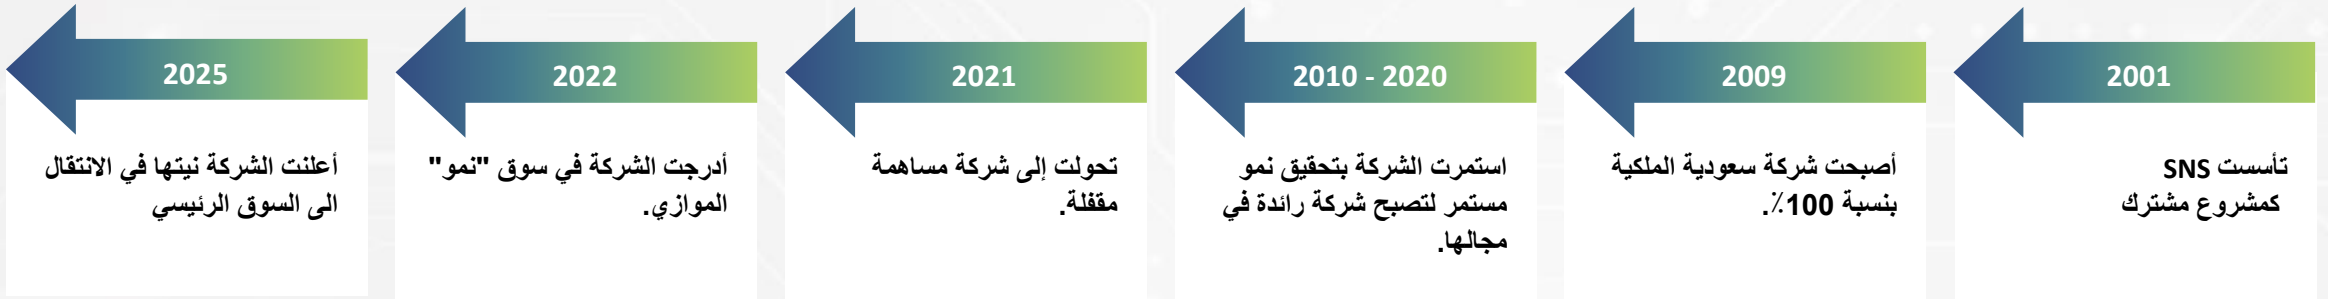 2001
تأسست SNS
كمشروع مشترك
2009
أصبحت شركة سعودية الملكية
بنسبة 100٪.
2010 - 2020
استمرت الشركة بتحقيق نمو
مستمر لتصبح شركة رائدة في
مجالها.
2021
تحولت إلى شركة مساهمة
مقفلة.
2022
أدرجت الشركة في سوق "نمو"
الموازي.
2025
أعلنت الشركة نيتها في الانتقال
الى السوق الرئيسي